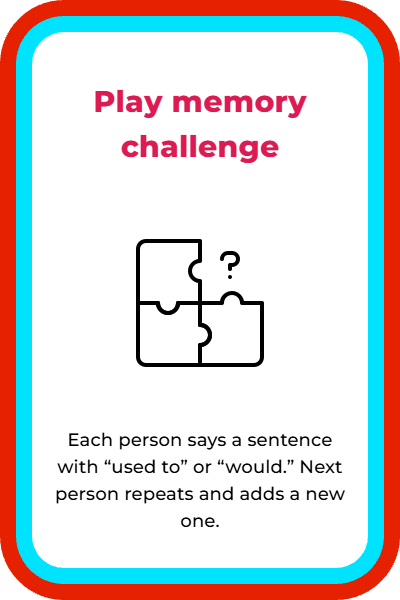 Play memory
challenge
?
Each person says a sentence
with “used to” or “would.” Next
person repeats and adds a new
one.